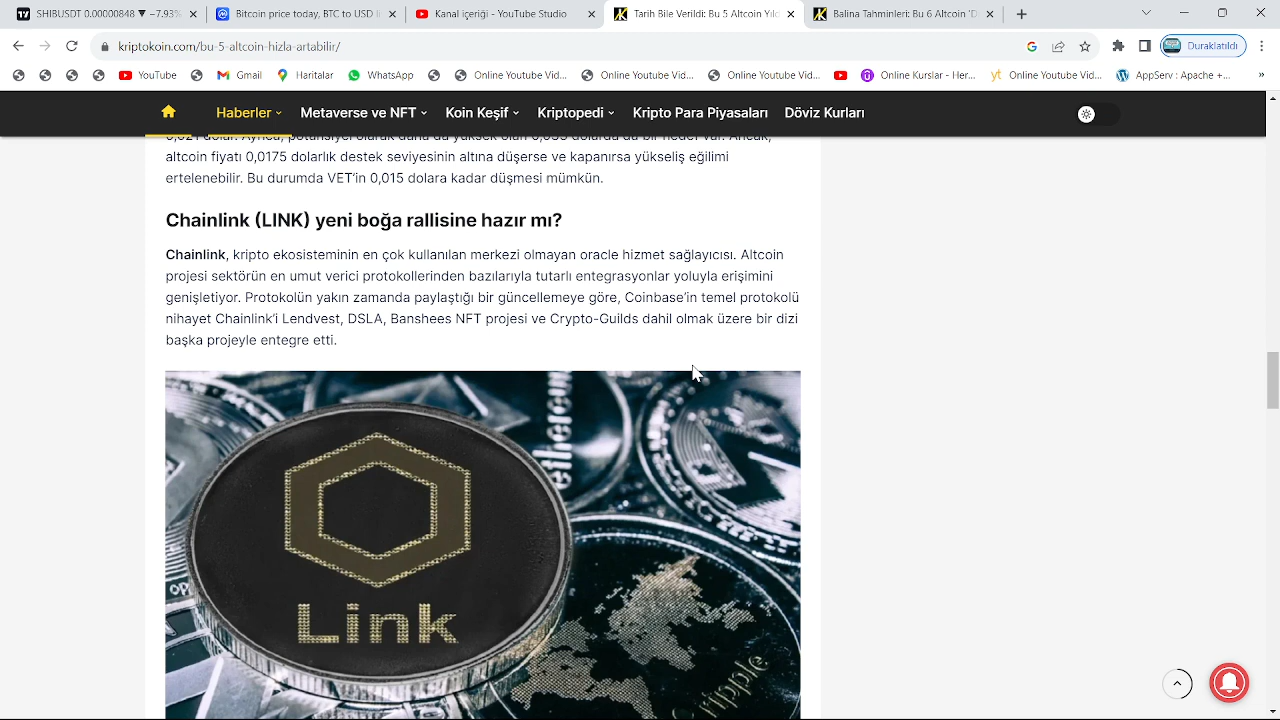 SHIBUSDT 0.00000848 ▼ −7.93%
Bitcoin price today, BTC to USD li
Kanal içeriği - YouTube Studio
Tarih Bile Verildi: Bu 5 Altcoin Yıld
Balina Tahminleri: Bu 6 Altcoin 'D
kriptokoin.com/bu-5-altcoin-hizla-artabilir/
Duraklatıldı
YouTube
Gmail
Haritalar
WhatsApp
Online Youtube Vid...
Online Youtube Vid...
Online Youtube Vid...
Online Kurslar - Her...
Online Youtube Vid...
AppServ : Apache +...
Haberler
Metaverse ve NFT
Koin Keşif
Kriptopedi
Kripto Para Piyasaları
Döviz Kurları
altcoin fiyatı 0,0175 dolarlık destek seviyesinin altına düşerse ve kapanırsa yükseliş eğilimi
ertelenebilir. Bu durumda VET'in 0,015 dolara kadar düşmesi mümkün.
Chainlink (LINK) yeni boğa rallisine hazır mı?
Chainlink, kripto ekosisteminin en çok kullanılan merkezi olmayan oracle hizmet sağlayıcısı. Altcoin
projesi sektörün en umut verici protokollerinden bazılarıyla tutarlı entegrasyonlar yoluyla erişimini
genişletiyor. Protokolün yakın zamanda paylaştığı bir güncellemeye göre, Coinbase'in temel protokolü
nihayet Chainlink'i Lendvest, DSLA, Banshees NFT projesi ve Crypto-Guilds dahil olmak üzere bir dizi
başka projeyle entegre etti.
ethereum
Link